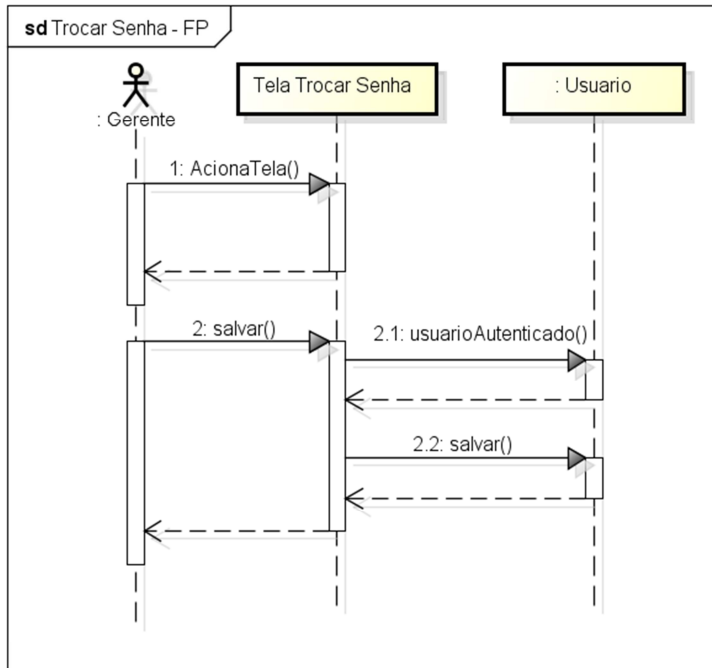 sd Trocar Senha - FP
: Gerente
Tela Trocar Senha
: Usuario
1: AcionaTela()
2: salvar()
2.1: usuarioAutenticado()
2.2: salvar()